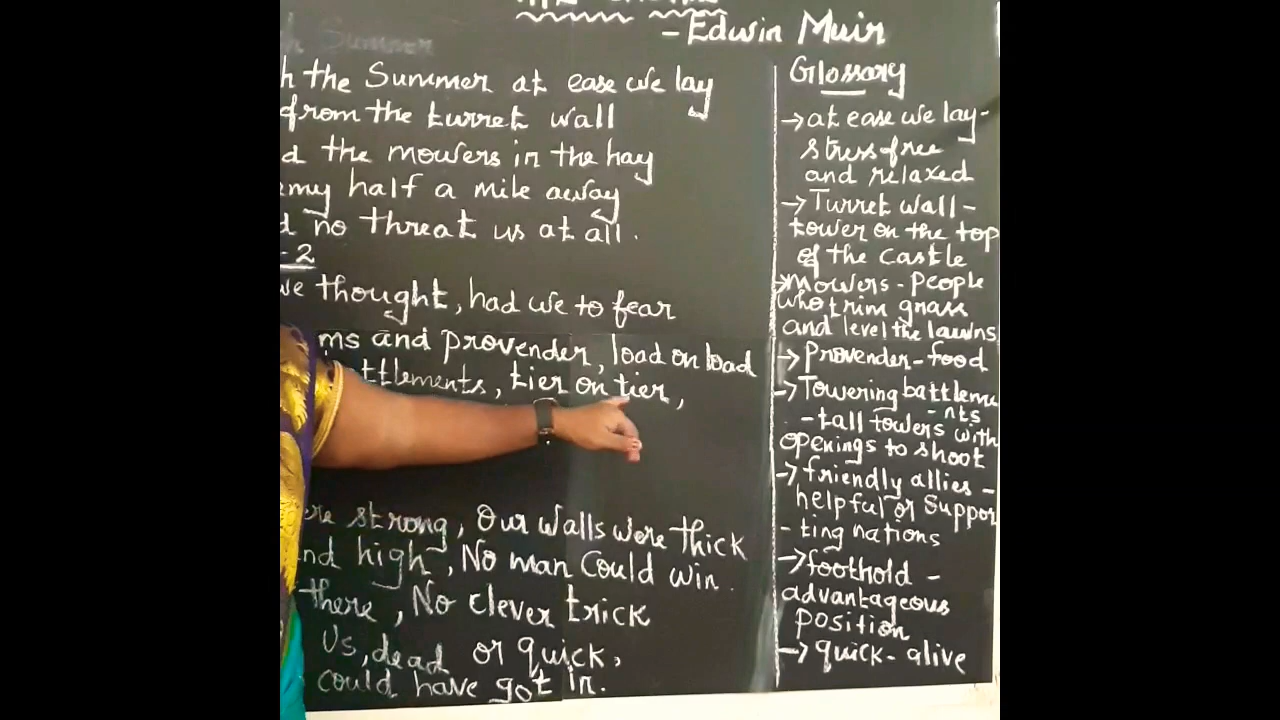 - Edwin Muir
h the Summer at ease we lay
from the turret wall
d the mowers in the hay
emy half a mile away
d no threat us at all.
- 2
we thought, had we to fear
ms and provender, load on load
ttlements, tier on tier,
ere strong, Our walls were thick
nd high, No man Could win.
there, No clever trick
Us, dead or quick,
could have got in.
Glossary
→ at ease we lay-
stress free
and relaxed
→ Turret wall -
tower on the top
of the castle
→ mowers - people
who trim grass
and level the lawns
→ Provender - food
→ Towering battleme
- nts
- tall towers with
openings to shoot
→ friendly allies -
helpful or Suppor
- ting nations
→ foothold -
advantageous
position
→ quick - alive